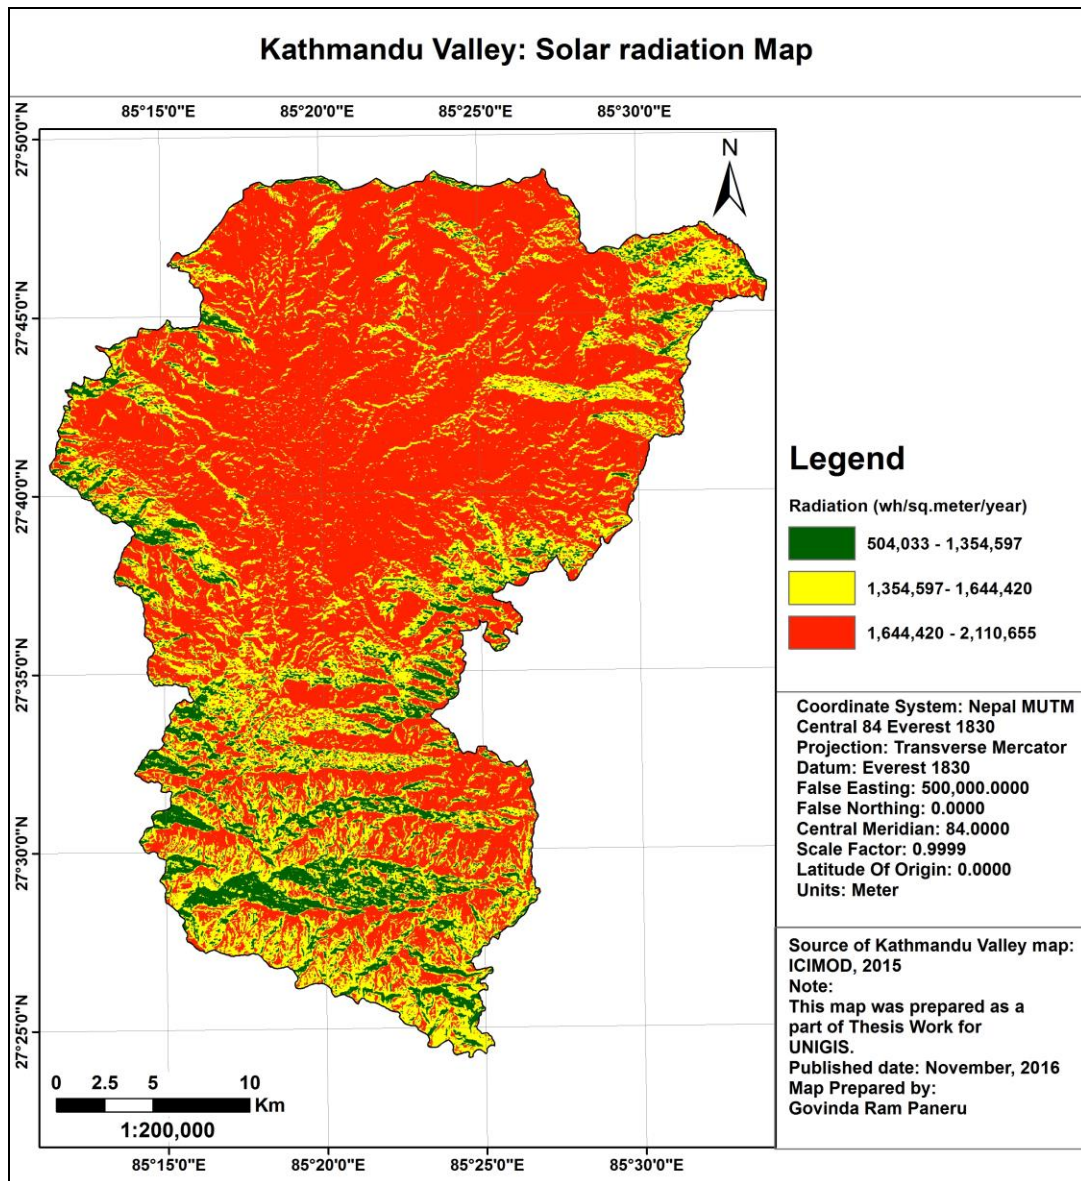 Kathmandu Valley: Solar radiation Map
85°15'0"E 85°20'0"E 85°25'0"E 85°30'0"E
27°50'0"N
27°45'0"N
27°40'0"N
27°35'0"N
27°30'0"N
27°25'0"N
N
Legend
Radiation (wh/sq.meter/year)
504,033 - 1,354,597
1,354,597- 1,644,420
1,644,420 - 2,110,655
Coordinate System: Nepal MUTM
Central 84 Everest 1830
Projection: Transverse Mercator
Datum: Everest 1830
False Easting: 500,000.0000
False Northing: 0.0000
Central Meridian: 84.0000
Scale Factor: 0.9999
Latitude Of Origin: 0.0000
Units: Meter
Source of Kathmandu Valley map:
ICIMOD, 2015
Note:
This map was prepared as a
part of Thesis Work for
UNIGIS.
Published date: November, 2016
Map Prepared by:
Govinda Ram Paneru
0 2.5 5 10
Km
1:200,000
85°15'0"E 85°20'0"E 85°25'0"E 85°30'0"E